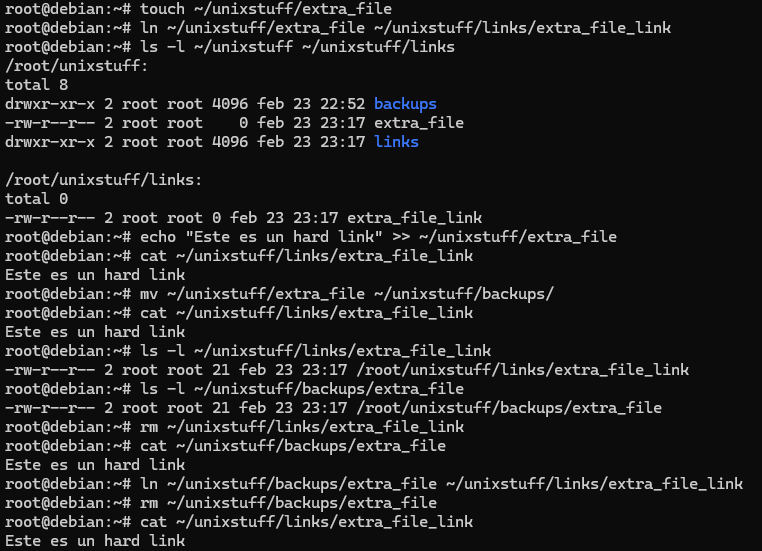 root@debian:~# touch ~/unixstuff/extra_file
root@debian:~# ln ~/unixstuff/extra_file ~/unixstuff/links/extra_file_link
root@debian:~# ls -l ~/unixstuff ~/unixstuff/links
/root/unixstuff:
total 8
drwxr-xr-x 2 root root 4096 feb 23 22:52 backups
-rw-r--r-- 2 root root    0 feb 23 23:17 extra_file
drwxr-xr-x 2 root root 4096 feb 23 23:17 links

/root/unixstuff/links:
total 0
-rw-r--r-- 2 root root 0 feb 23 23:17 extra_file_link
root@debian:~# echo "Este es un hard link" >> ~/unixstuff/extra_file
root@debian:~# cat ~/unixstuff/links/extra_file_link
Este es un hard link
root@debian:~# mv ~/unixstuff/extra_file ~/unixstuff/backups/
root@debian:~# cat ~/unixstuff/links/extra_file_link
Este es un hard link
root@debian:~# ls -l ~/unixstuff/links/extra_file_link
-rw-r--r-- 2 root root 21 feb 23 23:17 /root/unixstuff/links/extra_file_link
root@debian:~# ls -l ~/unixstuff/backups/extra_file
-rw-r--r-- 2 root root 21 feb 23 23:17 /root/unixstuff/backups/extra_file
root@debian:~# rm ~/unixstuff/links/extra_file_link
root@debian:~# cat ~/unixstuff/backups/extra_file
Este es un hard link
root@debian:~# ln ~/unixstuff/backups/extra_file ~/unixstuff/links/extra_file_link
root@debian:~# rm ~/unixstuff/backups/extra_file
root@debian:~# cat ~/unixstuff/links/extra_file_link
Este es un hard link